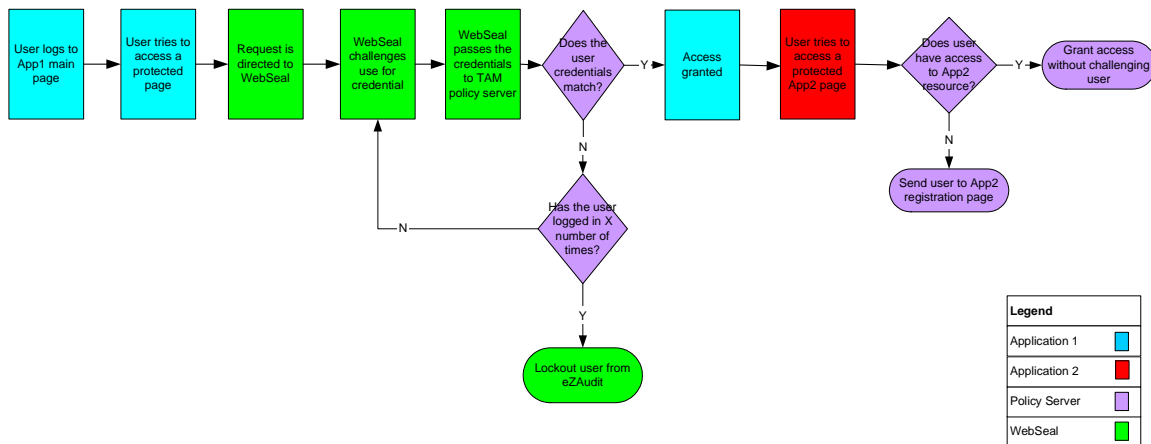 User logs to
App1 main
page
User tries to
access a
protected
page
Request is
directed to
WebSeal
WebSeal
challenges
use for
credential
WebSeal
passes the
credentials
to TAM
policy server
Does the
user
credentials
match?
Y
Access
granted
User tries to
access a
protected
App2 page
Does user
have access
to App2
resource?
Y
Grant access
without challenging
user
N
N
Send user to App2
registration page
Has the user
logged in X
number of
times?
N
Y
Lockout user from
eZAudit
Legend
Application 1
Application 2
Policy Server
WebSeal